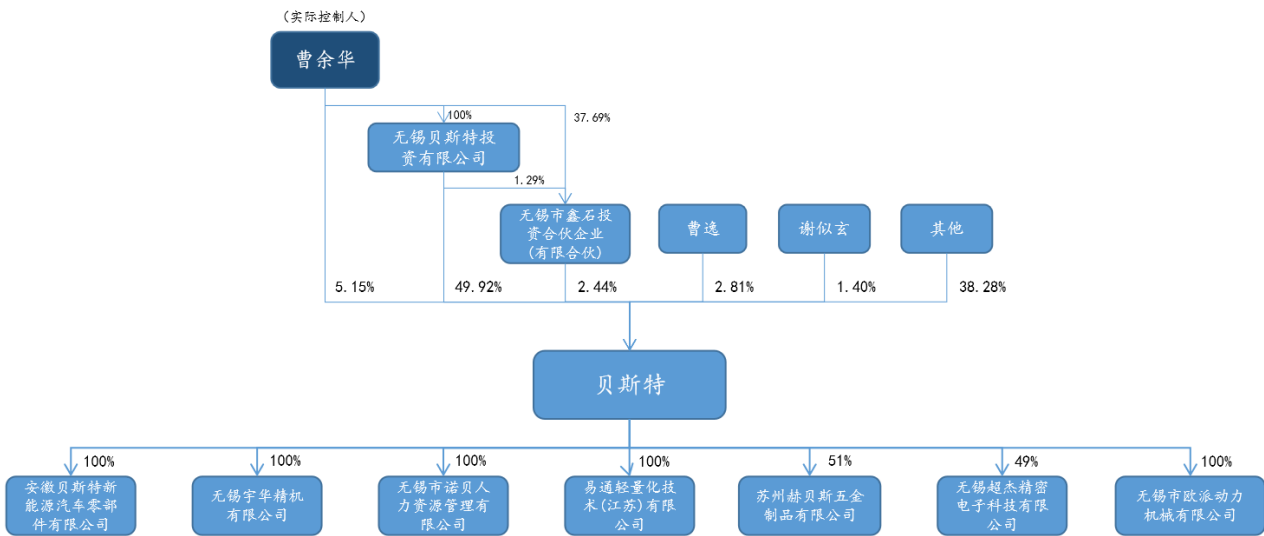 （实际控制人）
曹余华
100%
37.69%
无锡贝斯特投
资有限公司
1.29%
无锡市鑫石投
资合伙企业
(有限合伙)
曹逸
谢似玄
其他
5.15%
49.92%
2.44%
2.81%
1.40%
38.28%
贝斯特
100%
100%
100%
100%
51%
49%
100%
安徽贝斯特新
能源汽车零部
件有限公司
无锡宇华精机
有限公司
无锡市诺贝人
力资源管理有
限公司
易通轻量化技
术(江苏)有限
公司
苏州赫贝斯五金
制品有限公司
无锡超杰精密
电子科技有限
公司
无锡市欧派动力
机械有限公司